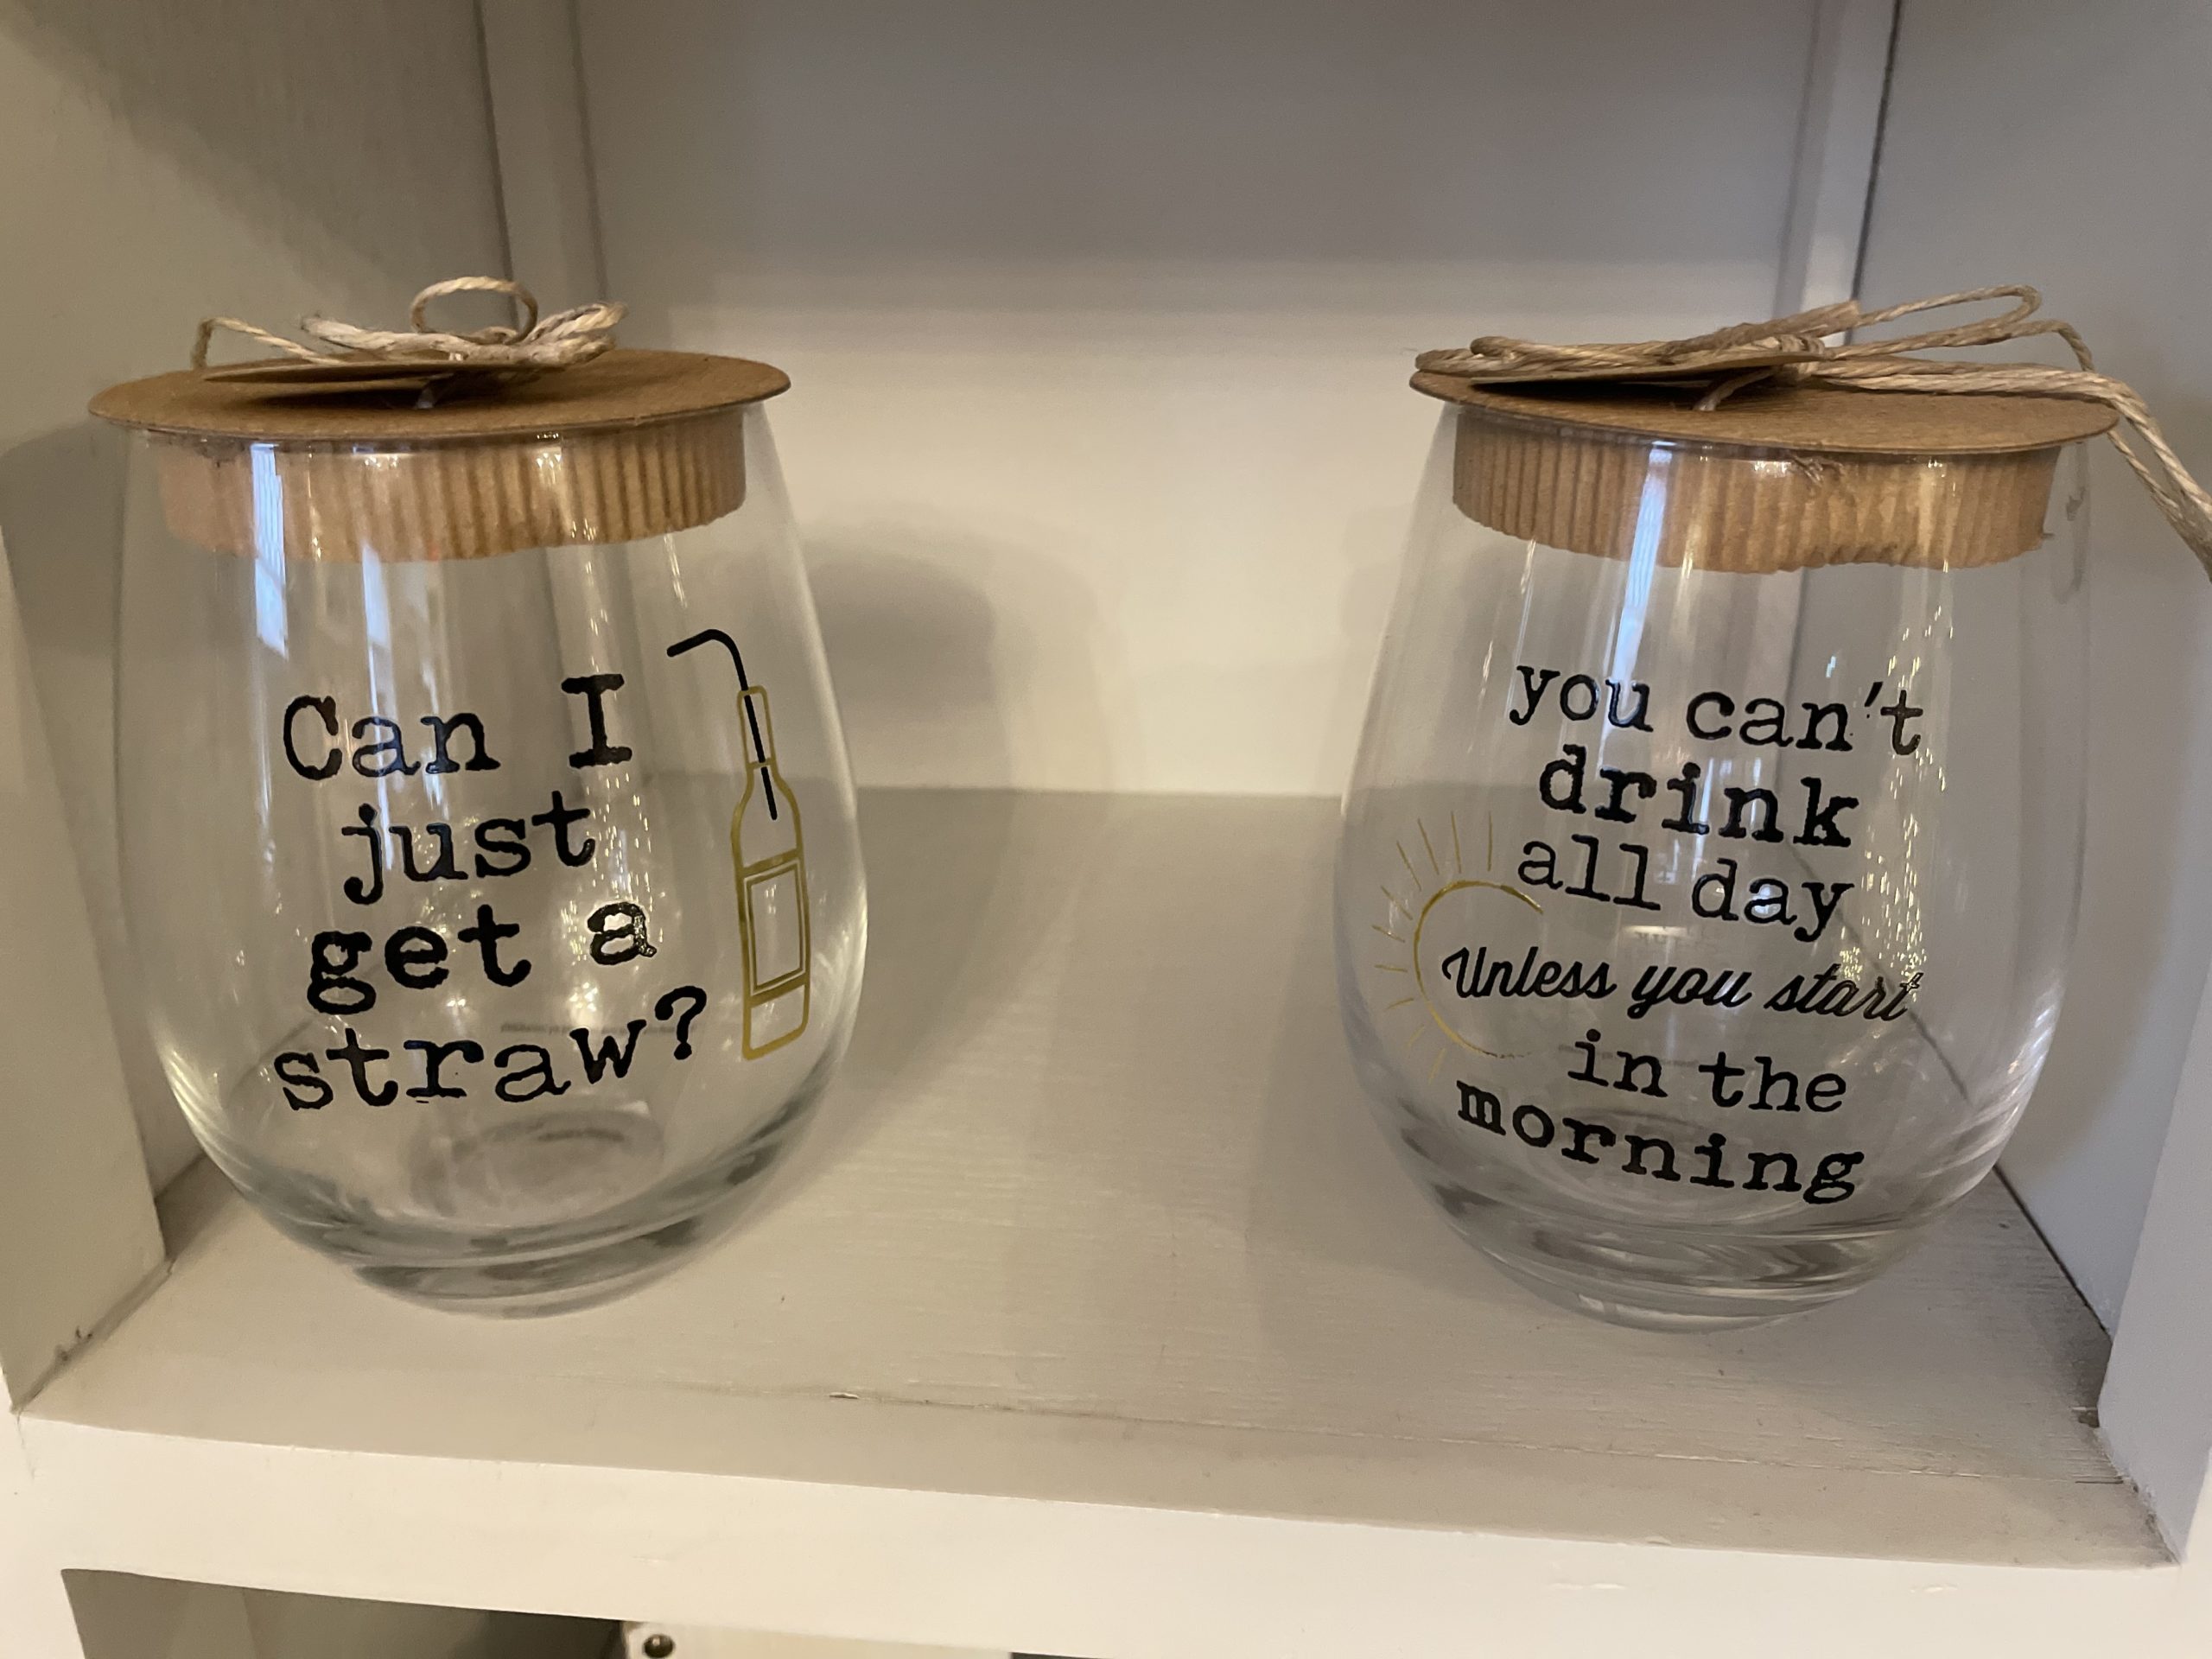 Can I
just
get a
straw?
you can't
drink
all day
Unless you start
in the
morning